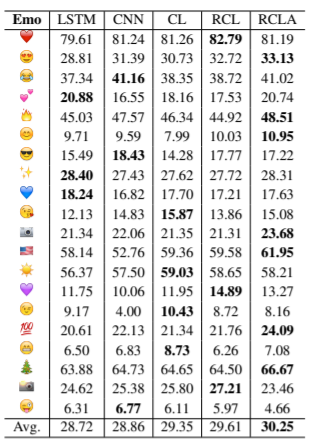 Emo LSTM CNN CL RCL RCLA
❤️ 79.61 81.24 81.26 82.79 81.19
😍 28.81 31.39 30.73 32.72 33.13
😂 37.34 41.16 38.35 38.72 41.02
💕 20.88 16.55 18.16 17.53 20.74
🔥 45.03 47.57 46.34 44.92 48.51
😊 9.71 9.59 7.99 10.03 10.95
😎 15.49 18.43 14.28 17.77 17.22
✨ 28.40 27.43 27.62 27.72 28.31
💙 18.24 16.82 17.70 17.21 17.63
😘 12.13 14.83 15.87 13.86 15.08
📷 21.34 22.06 21.35 21.31 23.68
🇺🇸 58.14 52.76 59.36 59.58 61.95
☀️ 56.37 57.50 59.03 58.65 58.21
💜 11.75 10.06 11.95 14.89 13.27
😉 9.17 4.00 10.43 8.72 8.16
💯 20.61 22.13 21.34 21.76 24.09
😁 6.50 6.83 8.73 6.26 7.08
🎄 63.88 64.73 64.65 64.50 66.67
📸 24.62 25.38 25.80 27.21 23.46
😜 6.31 6.77 6.11 5.97 4.66
Avg. 28.72 28.86 29.35 29.61 30.25